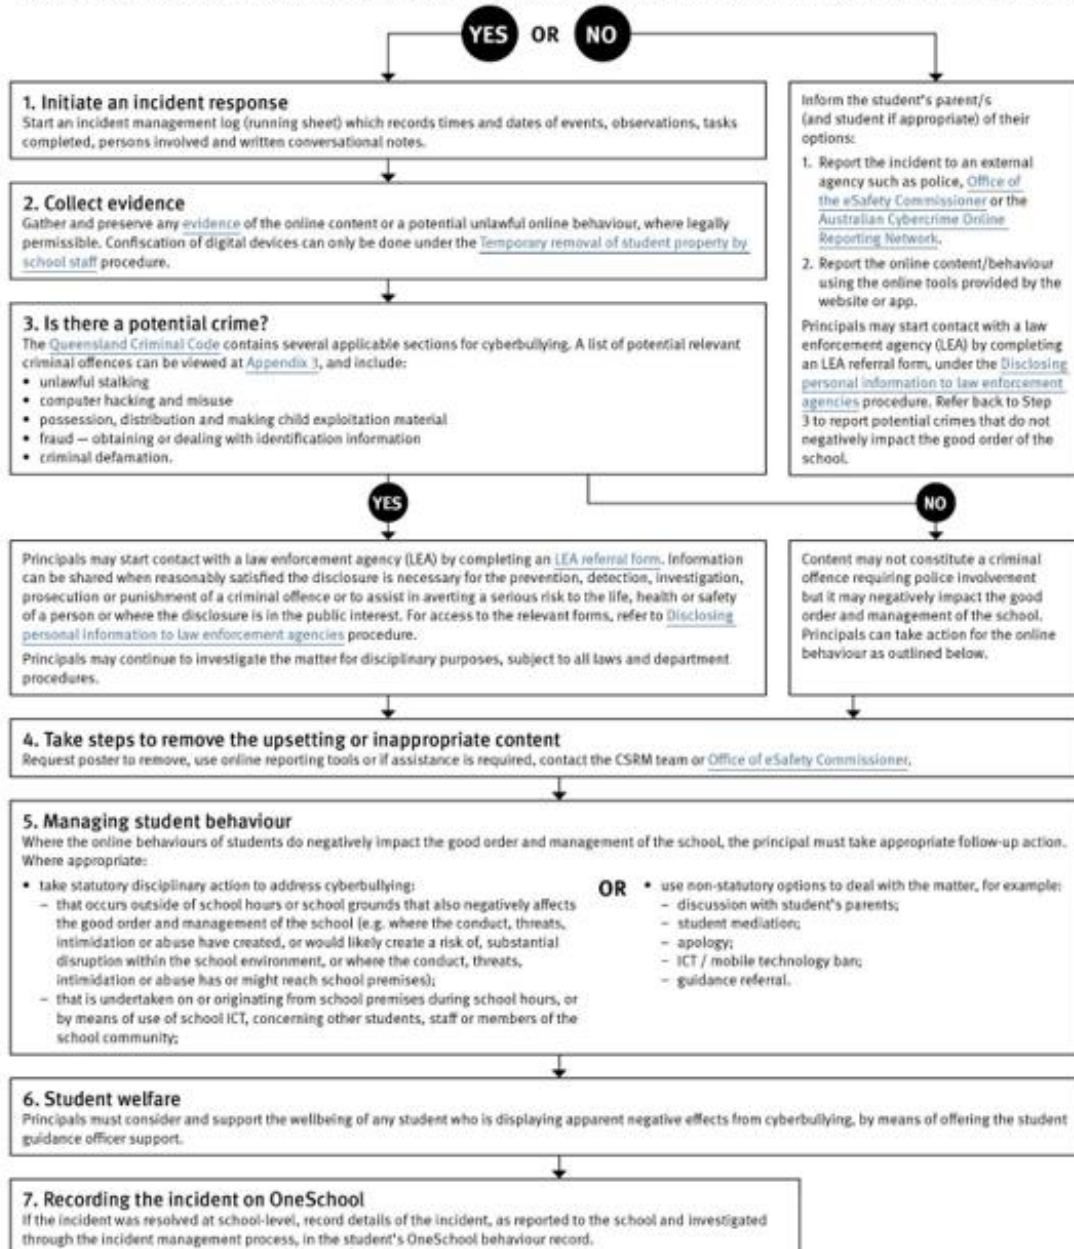 YES OR NO
1. Initiate an incident response
Start an incident management log (running sheet) which records times and dates of events, observations, tasks
completed, persons involved and written conversational notes.
2. Collect evidence
Gather and preserve any evidence of the online content or a potential unlawful online behaviour, where legally
permissible. Confiscation of digital devices can only be done under the Temporary removal of student property by
school staff procedure.
3. Is there a potential crime?
The Queensland Criminal Code contains several applicable sections for cyberbullying. A list of potential relevant
criminal offences can be viewed at Appendix 3, and include:
• unlawful stalking
• computer hacking and misuse
• possession, distribution and making child exploitation material
• fraud — obtaining or dealing with identification information
• criminal defamation.
Inform the student's parent/s
(and student if appropriate) of their
options:
1. Report the incident to an external
agency such as police, Office of
the eSafety Commissioner or the
Australian Cybercrime Online
Reporting Network.
2. Report the online content/behaviour
using the online tools provided by the
website or app.
Principals may start contact with a law
enforcement agency (LEA) by completing
an LEA referral form, under the Disclosing
personal information to law enforcement
agencies procedure. Refer back to Step
3 to report potential crimes that do not
negatively impact the good order of the
school.
YES
NO
Principals may start contact with a law enforcement agency (LEA) by completing an LEA referral form. Information
can be shared when reasonably satisfied the disclosure is necessary for the prevention, detection, investigation,
prosecution or punishment of a criminal offence or to assist in averting a serious risk to the life, health or safety
of a person or where the disclosure is in the public interest. For access to the relevant forms, refer to Disclosing
personal information to law enforcement agencies procedure.
Principals may continue to investigate the matter for disciplinary purposes, subject to all laws and department
procedures.
Content may not constitute a criminal
offence requiring police involvement
but it may negatively impact the good
order and management of the school.
Principals can take action for the online
behaviour as outlined below.
4. Take steps to remove the upsetting or inappropriate content
Request poster to remove, use online reporting tools or if assistance is required, contact the CSRM team or Office of eSafety Commissioner.
5. Managing student behaviour
Where the online behaviours of students do negatively impact the good order and management of the school, the principal must take appropriate follow-up action.
Where appropriate:
• take statutory disciplinary action to address cyberbullying:
– that occurs outside of school hours or school grounds that also negatively affects
the good order and management of the school (e.g. where the conduct, threats,
intimidation or abuse have created, or would likely create a risk of, substantial
disruption within the school environment, or where the conduct, threats,
intimidation or abuse has or might reach school premises);
– that is undertaken on or originating from school premises during school hours, or
by means of use of school ICT, concerning other students, staff or members of the
school community;
OR
• use non-statutory options to deal with the matter, for example:
– discussion with student's parents;
– student mediation;
– apology;
– ICT / mobile technology ban;
– guidance referral.
6. Student welfare
Principals must consider and support the wellbeing of any student who is displaying apparent negative effects from cyberbullying, by means of offering the student
guidance officer support.
7. Recording the incident on OneSchool
If the incident was resolved at school-level, record details of the incident, as reported to the school and investigated
through the incident management process, in the student's OneSchool behaviour record.